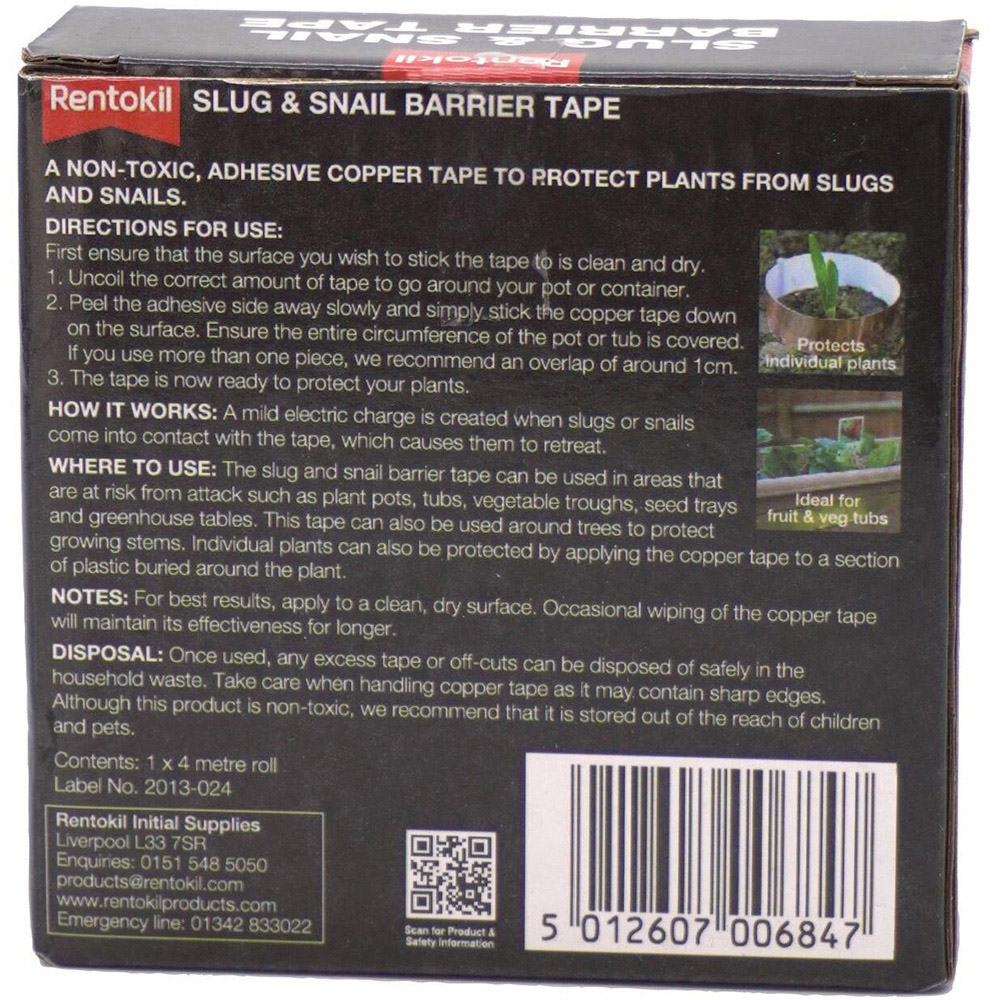 SLUG & SNAIL
BARRIER TAPE
Rentokil
Rentokil SLUG & SNAIL BARRIER TAPE
A NON-TOXIC, ADHESIVE COPPER TAPE TO PROTECT PLANTS FROM SLUGS
AND SNAILS.
DIRECTIONS FOR USE:
First ensure that the surface you wish to stick the tape to is clean and dry.
1. Uncoil the correct amount of tape to go around your pot or container.
2. Peel the adhesive side away slowly and simply stick the copper tape down
on the surface. Ensure the entire circumference of the pot or tub is covered.
If you use more than one piece, we recommend an overlap of around 1cm.
3. The tape is now ready to protect your plants.
Protects
individual plants
HOW IT WORKS: A mild electric charge is created when slugs or snails
come into contact with the tape, which causes them to retreat.
WHERE TO USE: The slug and snail barrier tape can be used in areas that
are at risk from attack such as plant pots, tubs, vegetable troughs, seed trays
and greenhouse tables. This tape can also be used around trees to protect
growing stems. Individual plants can also be protected by applying the copper tape to a section
of plastic buried around the plant.
Ideal for
fruit & veg tubs
NOTES: For best results, apply to a clean, dry surface. Occasional wiping of the copper tape
will maintain its effectiveness for longer.
DISPOSAL: Once used, any excess tape or off-cuts can be disposed of safely in the
household waste. Take care when handling copper tape as it may contain sharp edges.
Although this product is non-toxic, we recommend that it is stored out of the reach of children
and pets.
Contents: 1 x 4 metre roll
Label No. 2013-024
Rentokil Initial Supplies
Liverpool L33 7SR
Enquiries: 0151 548 5050
products@rentokil.com
www.rentokilproducts.com
Emergency line: 01342 833022
Scan for Product &
Safety Information
5 012607 006847